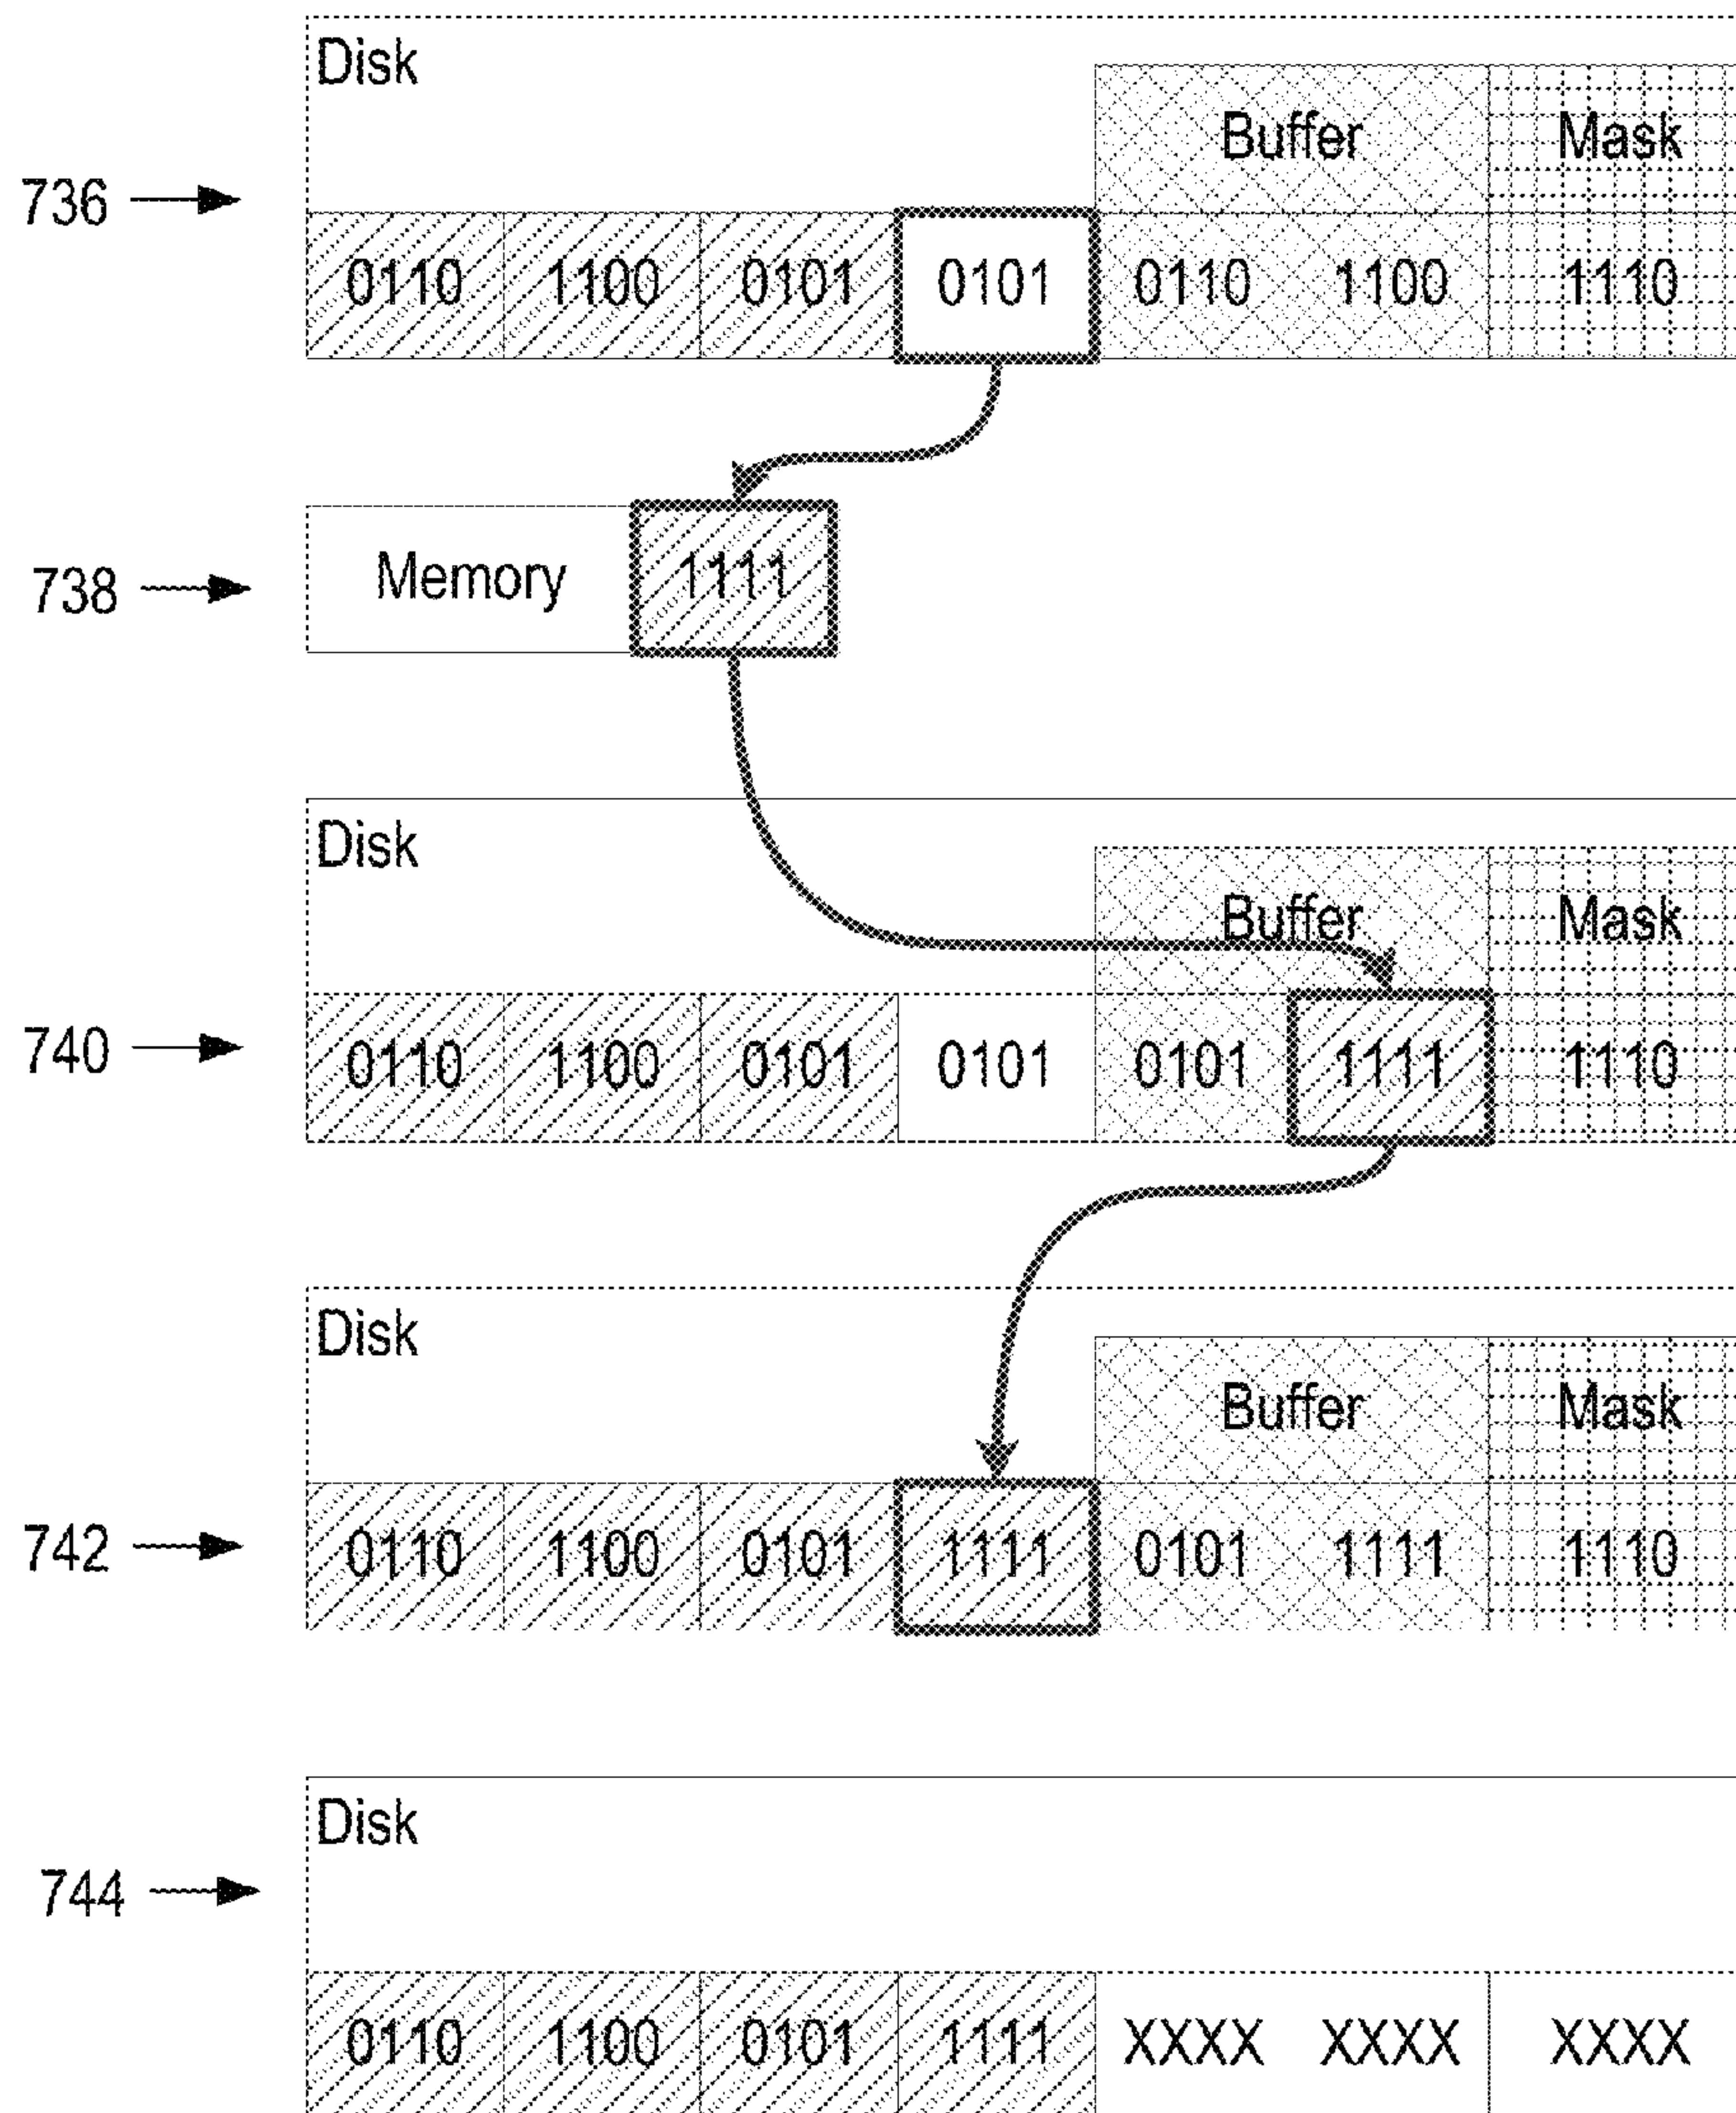 Disk
Buffer Mask
736
0110 1100 0101 0101 0110 1100 1110
738 Memory 1111
Disk
Buffer Mask
740 0110 1100 0101 0101 0101 1111 1110
Disk
Buffer Mask
742 0110 1100 0101 1111 0101 1111 1110
Disk
744
0110 1100 0101 1111 XXXX XXXX XXXX